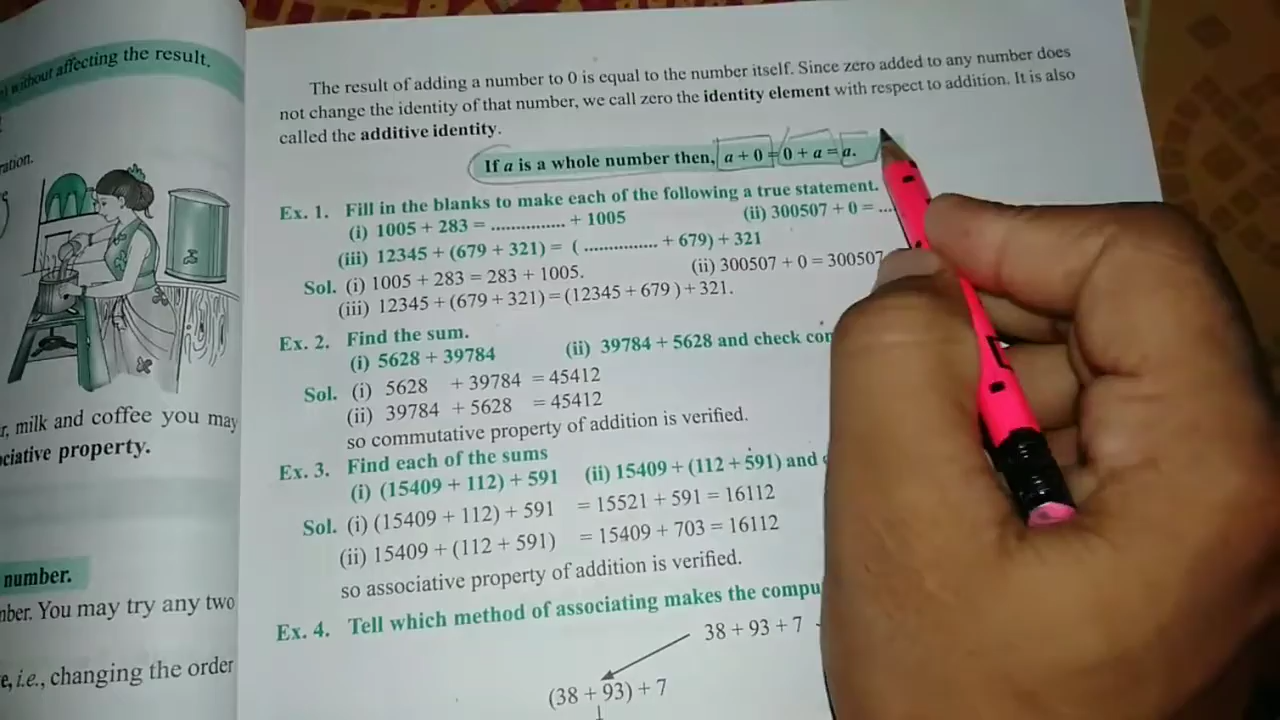 without affecting the result.
ration.
r, milk and coffee you may
ciative property.
number.
nber. You may try any two
e, i.e., changing the order
The result of adding a number to 0 is equal to the number itself. Since zero added to any number does
not change the identity of that number, we call zero the identity element with respect to addition. It is also
called the additive identity.
If a is a whole number then, a + 0 = 0 + a = a.
Ex. 1. Fill in the blanks to make each of the following a true statement.
(i) 1005 + 283 = ............... + 1005 (ii) 300507 + 0 = ...
(iii) 12345 + (679 + 321) = ( ............... + 679) + 321
Sol. (i) 1005 + 283 = 283 + 1005. (ii) 300507 + 0 = 300507
(iii) 12345 + (679 + 321) = (12345 + 679 ) + 321.
Ex. 2. Find the sum.
(i) 5628 + 39784 (ii) 39784 + 5628 and check com
Sol. (i) 5628 + 39784 = 45412
(ii) 39784 + 5628 = 45412
so commutative property of addition is verified.
Ex. 3. Find each of the sums
(i) (15409 + 112) + 591 (ii) 15409 + (112 + 591) and
Sol. (i) (15409 + 112) + 591 = 15521 + 591 = 16112
(ii) 15409 + (112 + 591) = 15409 + 703 = 16112
so associative property of addition is verified.
Ex. 4. Tell which method of associating makes the compu
38 + 93 + 7
(38 + 93) + 7